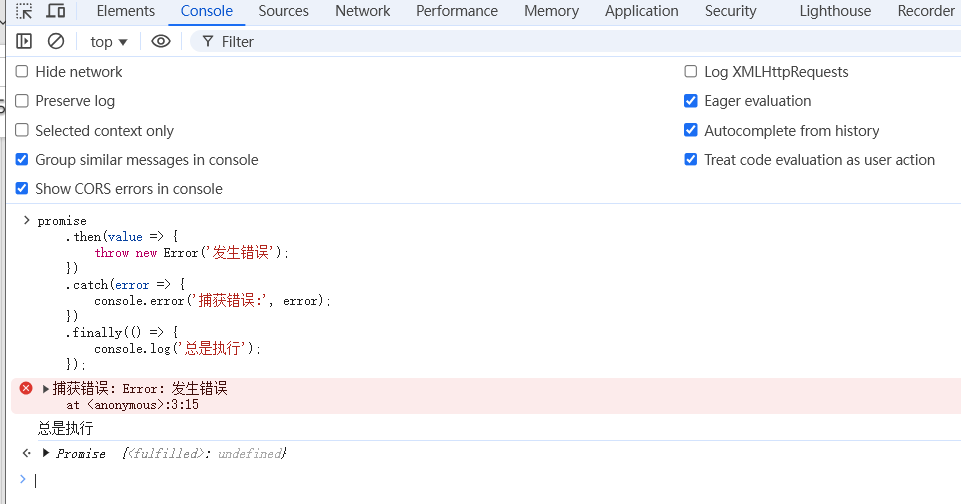 Elements Console Sources Network Performance Memory Application Security Lighthouse Recorder
top ▼ Filter
Hide network Log XMLHttpRequests
Preserve log Eager evaluation
Selected context only Autocomplete from history
Group similar messages in console Treat code evaluation as user action
Show CORS errors in console
> promise
    .then(value => {
        throw new Error('发生错误');
    })
    .catch(error => {
        console.error('捕获错误:', error);
    })
    .finally(() => {
        console.log('总是执行');
    });
▶捕获错误: Error: 发生错误
    at <anonymous>:3:15
总是执行
▶ Promise {<fulfilled>: undefined}
>